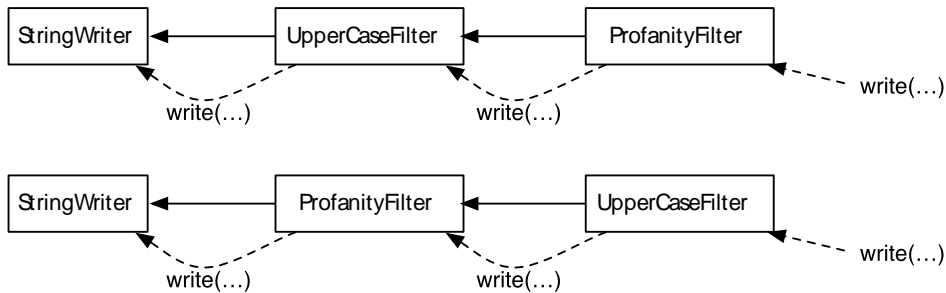 StringWriter UpperCaseFilter ProfanityFilter
write(…)
write(…) write(…)
StringWriter ProfanityFilter UpperCaseFilter
write(…)
write(…) write(…)